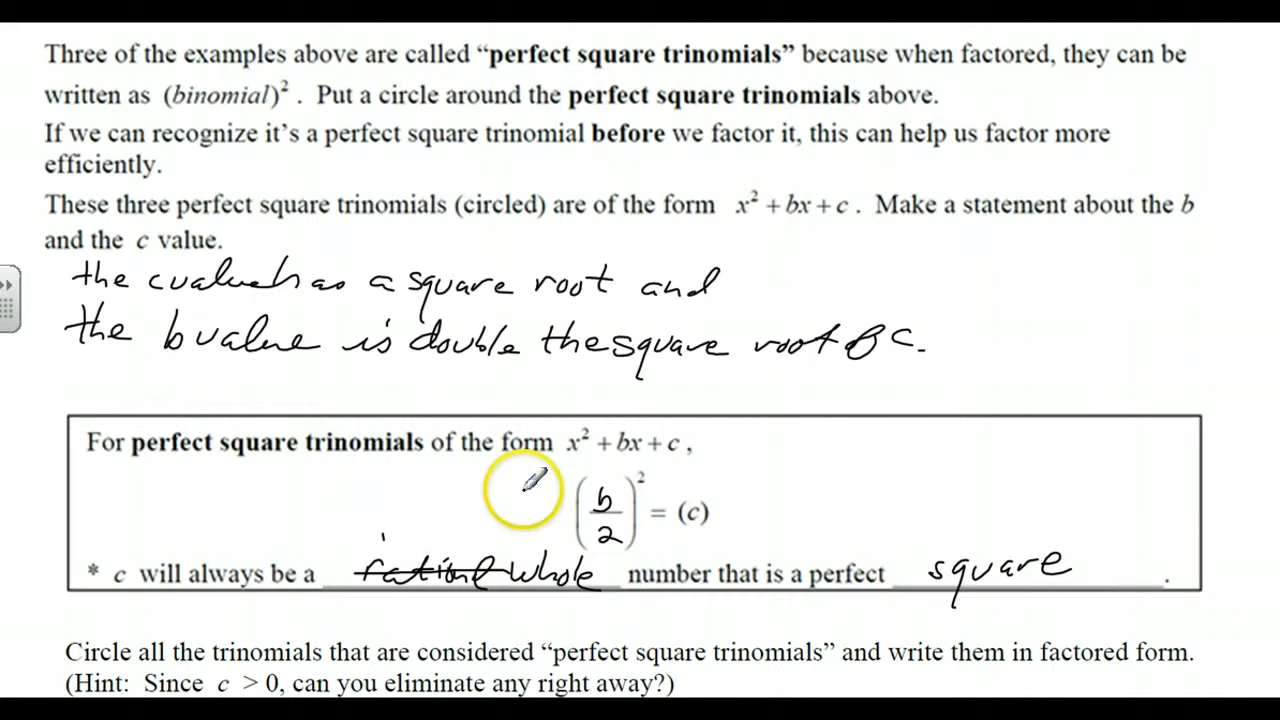 Three of the examples above are called “perfect square trinomials” because when factored, they can be
written as (binomial)². Put a circle around the perfect square trinomials above.
If we can recognize it’s a perfect square trinomial before we factor it, this can help us factor more
efficiently.
These three perfect square trinomials (circled) are of the form x² + bx + c. Make a statement about the b
and the c value.
the c value has a square root and
the b value is double the square root of c.
For perfect square trinomials of the form x² + bx + c,
(b/2)² = (c)
* c will always be a rational whole number that is a perfect square.
Circle all the trinomials that are considered “perfect square trinomials” and write them in factored form.
(Hint: Since c > 0, can you eliminate any right away?)